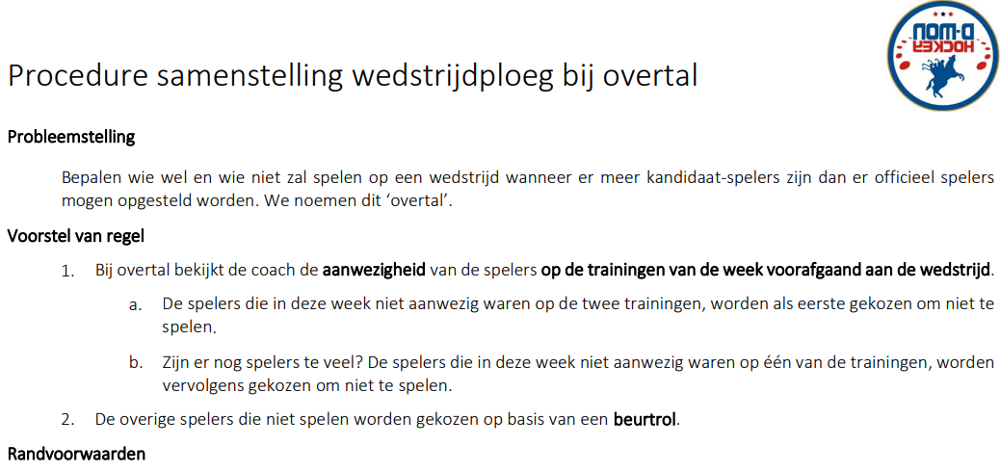 Procedure samenstelling wedstrijdploeg bij overtal
Probleemstelling
Bepalen wie wel en wie niet zal spelen op een wedstrijd wanneer er meer kandidaat-spelers zijn dan er officieel spelers
mogen opgesteld worden. We noemen dit ‘overtal’.
Voorstel van regel
1. Bij overtal bekijkt de coach de aanwezigheid van de spelers op de trainingen van de week voorafgaand aan de wedstrijd.
a. De spelers die in deze week niet aanwezig waren op de twee trainingen, worden als eerste gekozen om niet te
spelen.
b. Zijn er nog spelers te veel? De spelers die in deze week niet aanwezig waren op één van de trainingen, worden
vervolgens gekozen om niet te spelen.
2. De overige spelers die niet spelen worden gekozen op basis van een beurtrol.
Randvoorwaarden